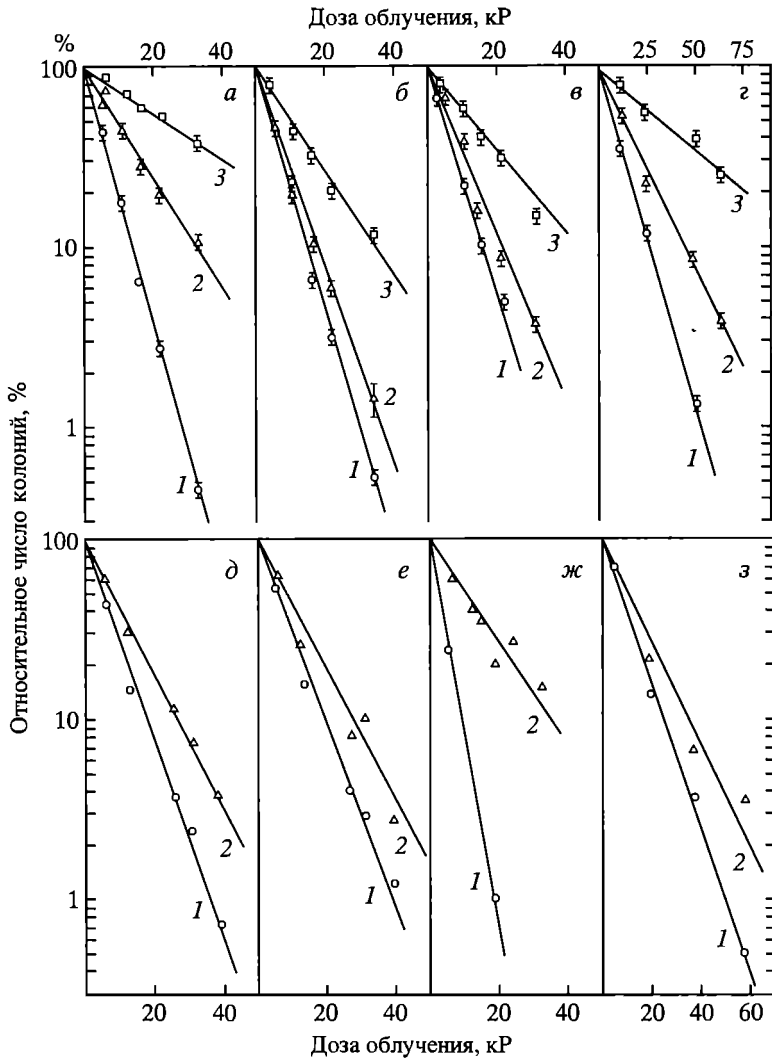 Доза облучения, кР
% 20 40 20 40 20 40 25 50 75
100 а б в г
3
10 2 3 3 3
2 1 2 2
1 1 1 1
Относительное число колоний, %
100 д е ж з
10 2
2 2 2
1 1 1 1 1
20 40 20 40 20 40 20 40 60
Доза облучения, кР